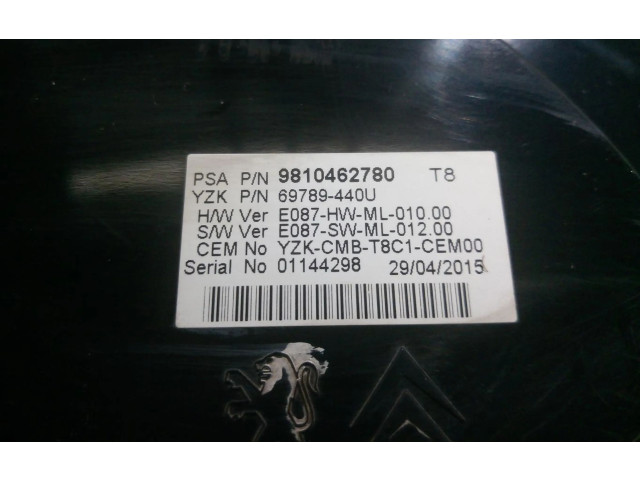 PSA P/N 9810462780 T8
YZK P/N 69789-440U
H/W Ver E087-HW-ML-010.00
S/W Ver E087-SW-ML-012.00
CEM No YZK-CMB-T8C1-CEM00
Serial No 01144298 29/04/2015